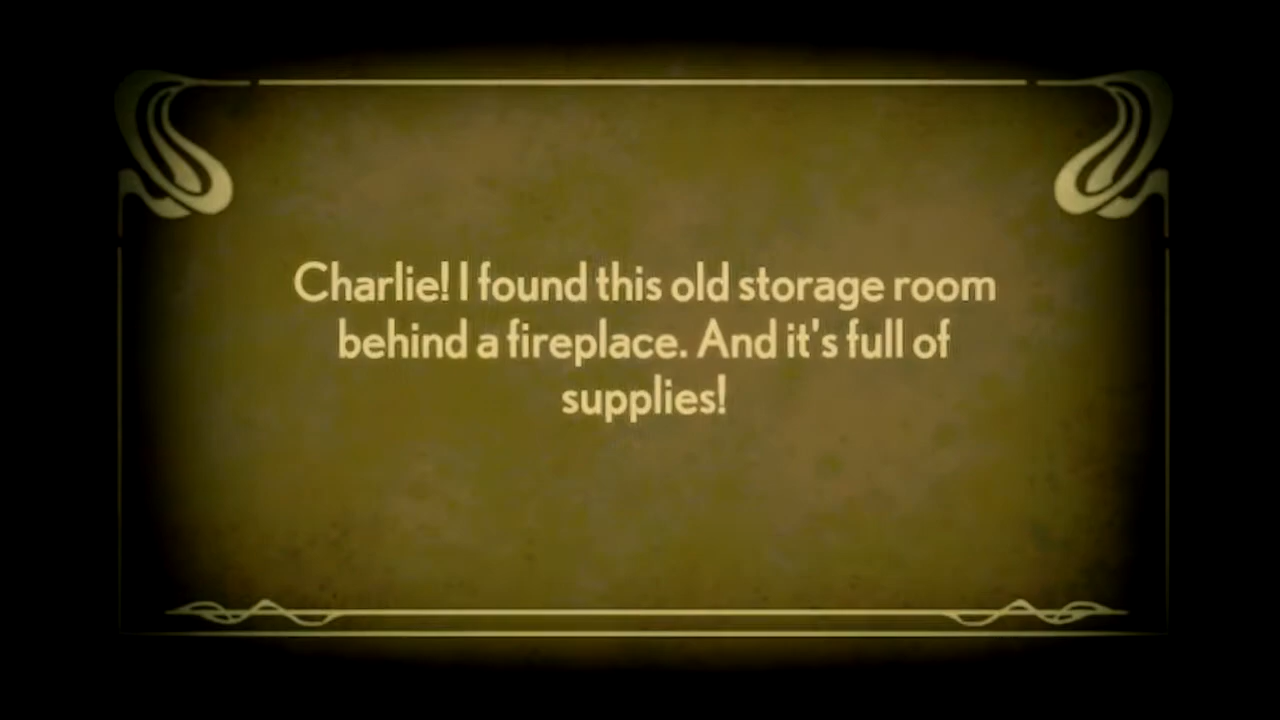 Charlie! I found this old storage room
behind a fireplace. And it's full of
supplies!